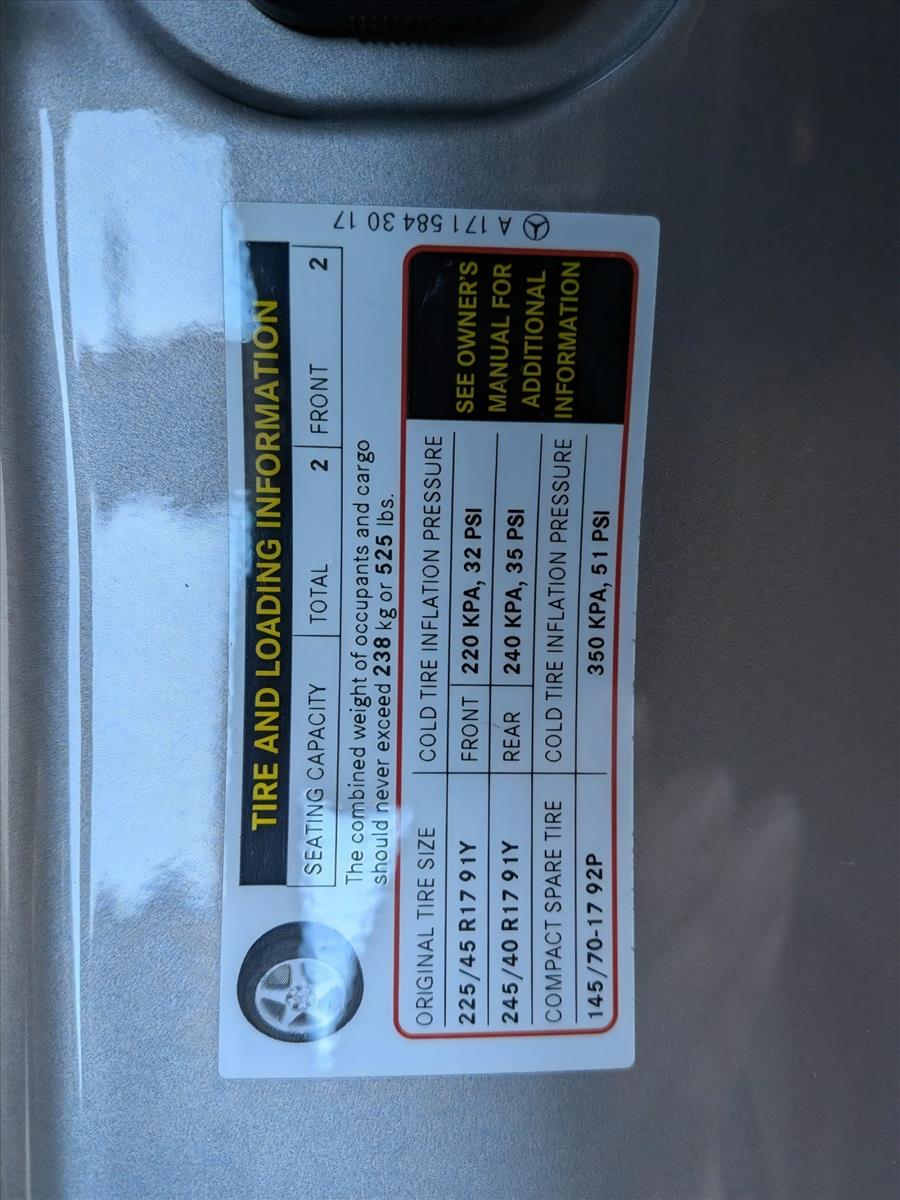 TIRE AND LOADING INFORMATION
SEATING CAPACITY TOTAL 2 FRONT 2
The combined weight of occupants and cargo
should never exceed 238 kg or 525 lbs.
ORIGINAL TIRE SIZE COLD TIRE INFLATION PRESSURE
225/45 R17 91Y FRONT 220 KPA, 32 PSI
245/40 R17 91Y REAR 240 KPA, 35 PSI
COMPACT SPARE TIRE COLD TIRE INFLATION PRESSURE
145/70-17 92P 350 KPA, 51 PSI
SEE OWNER'S
MANUAL FOR
ADDITIONAL
INFORMATION
A 171 584 30 17